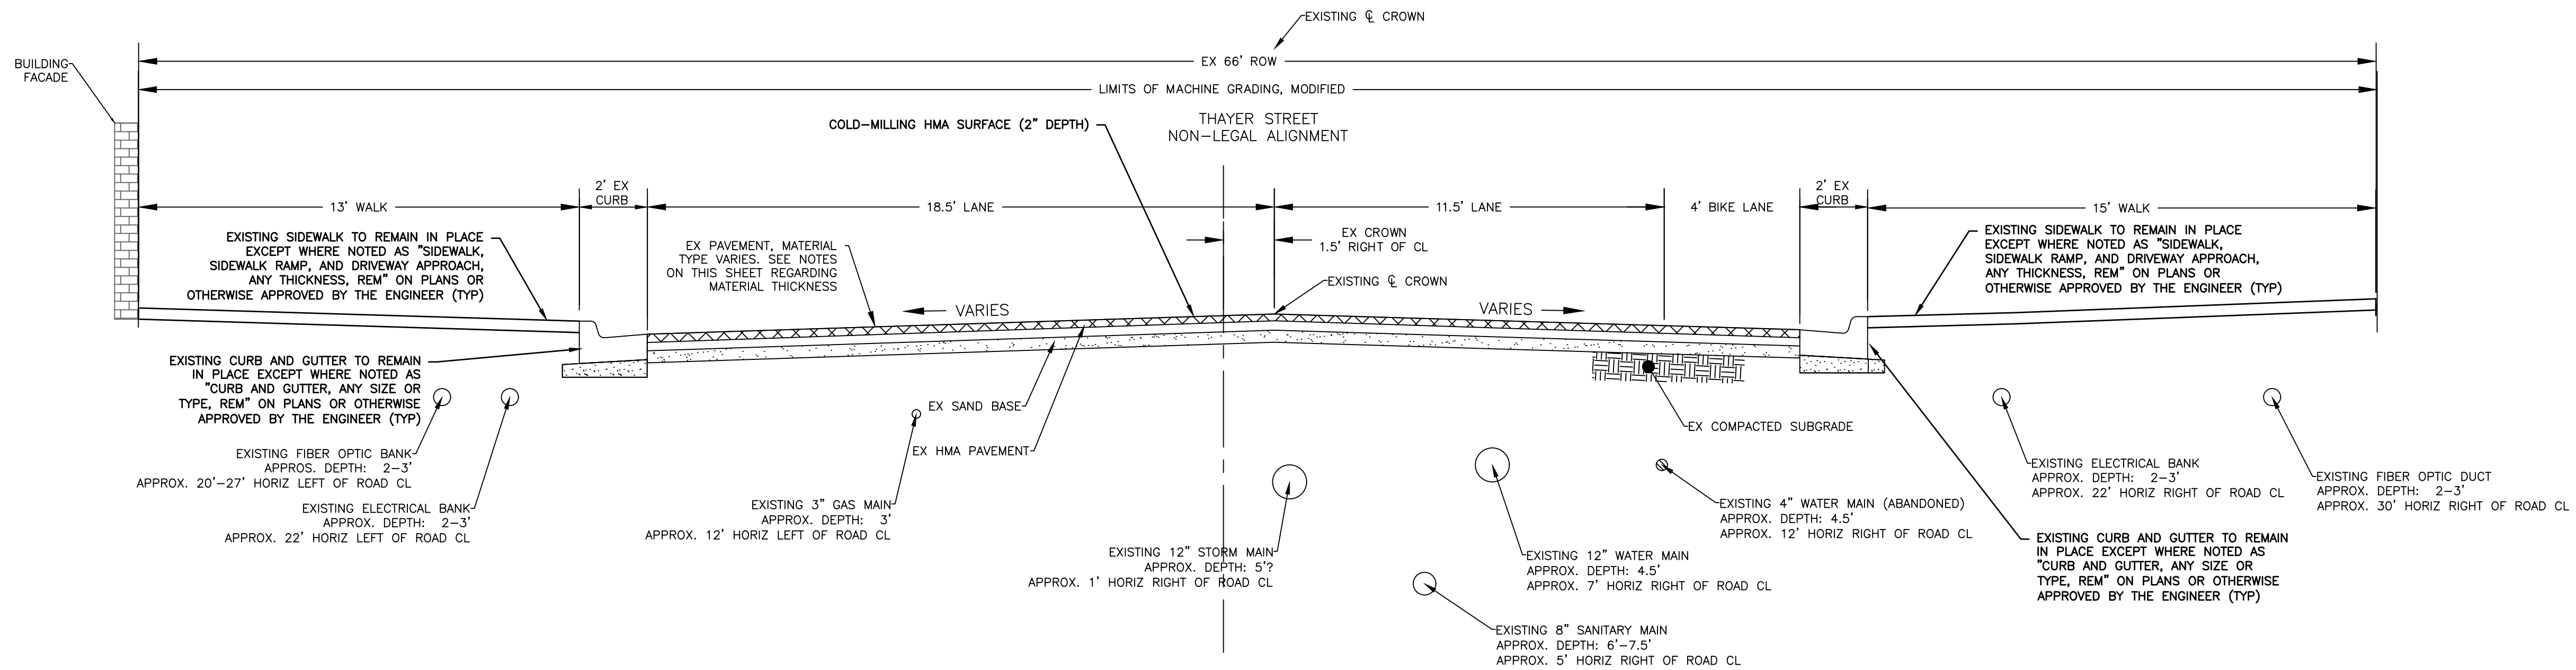 EXISTING ℄ CROWN
BUILDING
FACADE
EX 66' ROW
LIMITS OF MACHINE GRADING, MODIFIED
THAYER STREET
NON-LEGAL ALIGNMENT
COLD-MILLING HMA SURFACE (2" DEPTH)
13' WALK
2' EX
CURB
18.5' LANE
11.5' LANE
4' BIKE LANE
2' EX
CURB
15' WALK
EXISTING SIDEWALK TO REMAIN IN PLACE
EXCEPT WHERE NOTED AS "SIDEWALK,
SIDEWALK RAMP, AND DRIVEWAY APPROACH,
ANY THICKNESS, REM" ON PLANS OR
OTHERWISE APPROVED BY THE ENGINEER (TYP)
EX PAVEMENT, MATERIAL
TYPE VARIES. SEE NOTES
ON THIS SHEET REGARDING
MATERIAL THICKNESS
EX CROWN
1.5' RIGHT OF CL
EXISTING ℄ CROWN
EXISTING SIDEWALK TO REMAIN IN PLACE
EXCEPT WHERE NOTED AS "SIDEWALK,
SIDEWALK RAMP, AND DRIVEWAY APPROACH,
ANY THICKNESS, REM" ON PLANS OR
OTHERWISE APPROVED BY THE ENGINEER (TYP)
VARIES
VARIES
EXISTING CURB AND GUTTER TO REMAIN
IN PLACE EXCEPT WHERE NOTED AS
"CURB AND GUTTER, ANY SIZE OR
TYPE, REM" ON PLANS OR OTHERWISE
APPROVED BY THE ENGINEER (TYP)
EX SAND BASE
EX HMA PAVEMENT
EX COMPACTED SUBGRADE
EXISTING FIBER OPTIC BANK
APPROS. DEPTH: 2-3'
APPROX. 20'-27' HORIZ LEFT OF ROAD CL
EXISTING ELECTRICAL BANK
APPROX. DEPTH: 2-3'
APPROX. 22' HORIZ LEFT OF ROAD CL
EXISTING 3" GAS MAIN
APPROX. DEPTH: 3'
APPROX. 12' HORIZ LEFT OF ROAD CL
EXISTING 12" STORM MAIN
APPROX. DEPTH: 5'?
APPROX. 1' HORIZ RIGHT OF ROAD CL
EXISTING 12" WATER MAIN
APPROX. DEPTH: 4.5'
APPROX. 7' HORIZ RIGHT OF ROAD CL
EXISTING 8" SANITARY MAIN
APPROX. DEPTH: 6'-7.5'
APPROX. 5' HORIZ RIGHT OF ROAD CL
EXISTING 4" WATER MAIN (ABANDONED)
APPROX. DEPTH: 4.5'
APPROX. 12' HORIZ RIGHT OF ROAD CL
EXISTING ELECTRICAL BANK
APPROX. DEPTH: 2-3'
APPROX. 22' HORIZ RIGHT OF ROAD CL
EXISTING FIBER OPTIC DUCT
APPROX. DEPTH: 2-3'
APPROX. 30' HORIZ RIGHT OF ROAD CL
EXISTING CURB AND GUTTER TO REMAIN
IN PLACE EXCEPT WHERE NOTED AS
"CURB AND GUTTER, ANY SIZE OR
TYPE, REM" ON PLANS OR OTHERWISE
APPROVED BY THE ENGINEER (TYP)